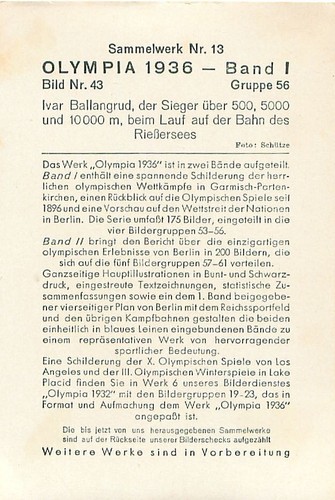 Sammelwerk Nr. 13
OLYMPIA 1936 — Band I
Bild Nr. 43 Gruppe 56
Ivar Ballangrud, der Sieger über 500, 5000
und 10000 m, beim Lauf auf der Bahn des
Rießersees
Foto: Schütze
Das Werk „Olympia 1936" ist in zwei Bände aufgeteilt.
Band I enthält eine spannende Schilderung der herr-
lichen olympischen Wettkämpfe in Garmisch-Parten-
kirchen, einen Rückblick auf die Olympischen Spiele seit
1896 und eine Vorschau auf den Wettstreit der Nationen
in Berlin. Die Serie umfaßt 175 Bilder, eingeteilt in die
vier Bildergruppen 53–56.
Band II bringt den Bericht über die einzigartigen
olympischen Erlebnisse von Berlin in 200 Bildern, die
sich auf die fünf Bildergruppen 57–61 verteilen.
Ganzseitige Hauptillustrationen in Bunt- und Schwarz-
druck, eingestreute Textzeichnungen, statistische Zu-
sammenfassungen sowie ein dem 1. Band beigegebe-
ner vierseitiger Plan von Berlin mit dem Reichssportfeld
und den übrigen Kampfbahnen gestalten die beiden
einheitlich in blaues Leinen eingebundenen Bände zu
einem repräsentativen Werk von hervorragender
sportlicher Bedeutung.
Eine Schilderung der X. Olympischen Spiele von Los
Angeles und der III. Olympischen Winterspiele in Lake
Placid finden Sie in Werk 6 unseres Bilderdienstes
„Olympia 1932" mit den Bildergruppen 19–23, das in
Format und Aufmachung dem Werk „Olympia 1936"
angepaßt ist.
Die bis jetzt von uns herausgegebenen Sammelwerke
sind auf der Rückseite unserer Bilderschecks aufgezählt
Weitere Werke sind in Vorbereitung